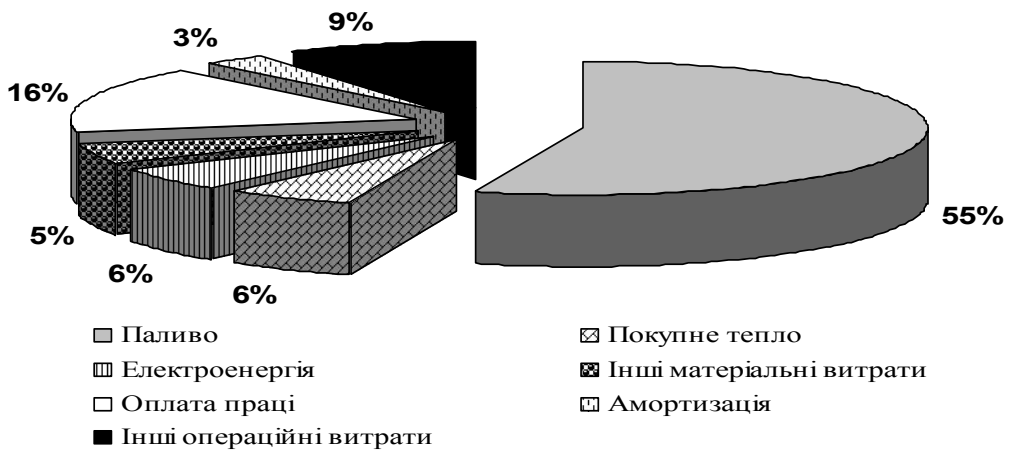 9%
3%
16%
55%
5%
6%
6%
Паливо
Покупне тепло
Електроенергія
Інші матеріальні витрати
Оплата праці
Амортизація
Інші операційні витрати